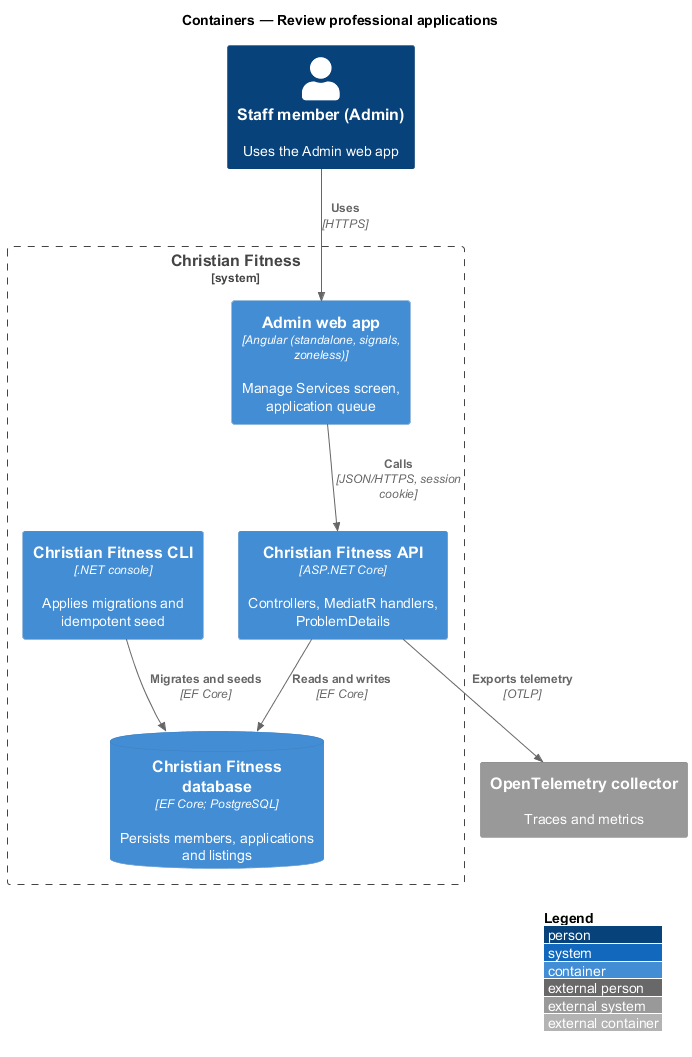 Containers — Review professional applications
Staff member (Admin)
Uses the Admin web app
Uses
[HTTPS]
Christian Fitness
[system]
Admin web app
[Angular (standalone, signals,
zoneless)]
Manage Services screen,
application queue
Calls
[JSON/HTTPS, session
cookie]
Christian Fitness CLI
[.NET console]
Applies migrations and
idempotent seed
Christian Fitness API
[ASP.NET Core]
Controllers, MediatR handlers,
ProblemDetails
Migrates and seeds
[EF Core]
Reads and writes
[EF Core]
Exports telemetry
[OTLP]
Christian Fitness
database
[EF Core; PostgreSQL]
Persists members, applications
and listings
OpenTelemetry collector
Traces and metrics
Legend
person
system
container
external person
external system
external container